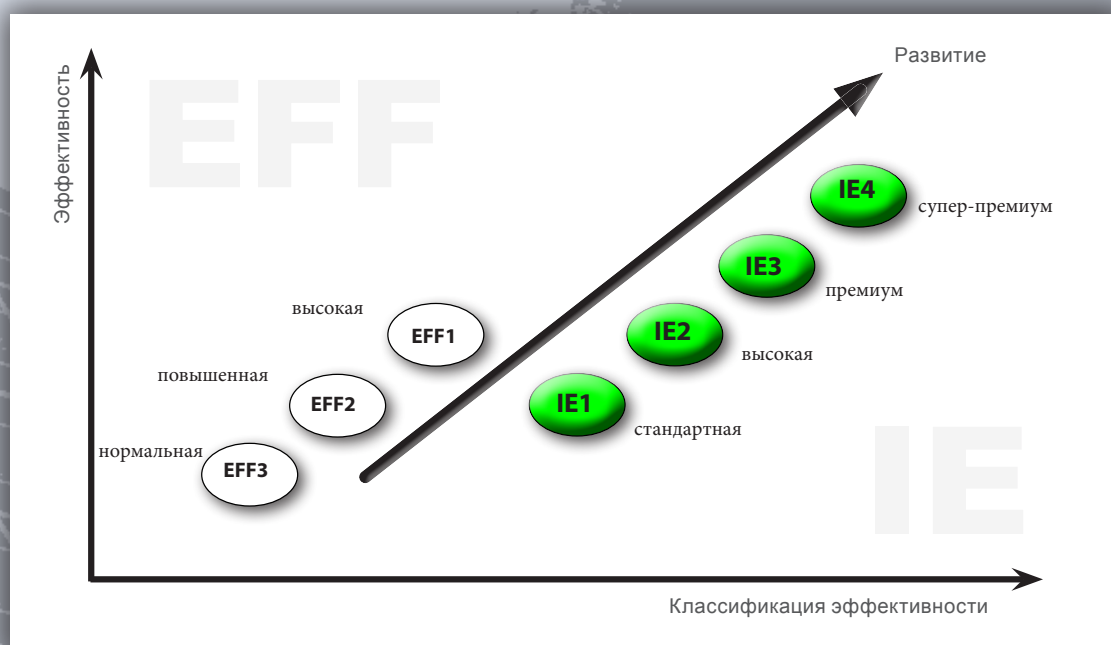 Развитие
Эффективность
EFF
IE4
супер-премиум
IE3
премиум
высокая
EFF1
IE2
высокая
повышенная
EFF2
IE1
стандартная
нормальная
EFF3
IE
Классификация эффективности